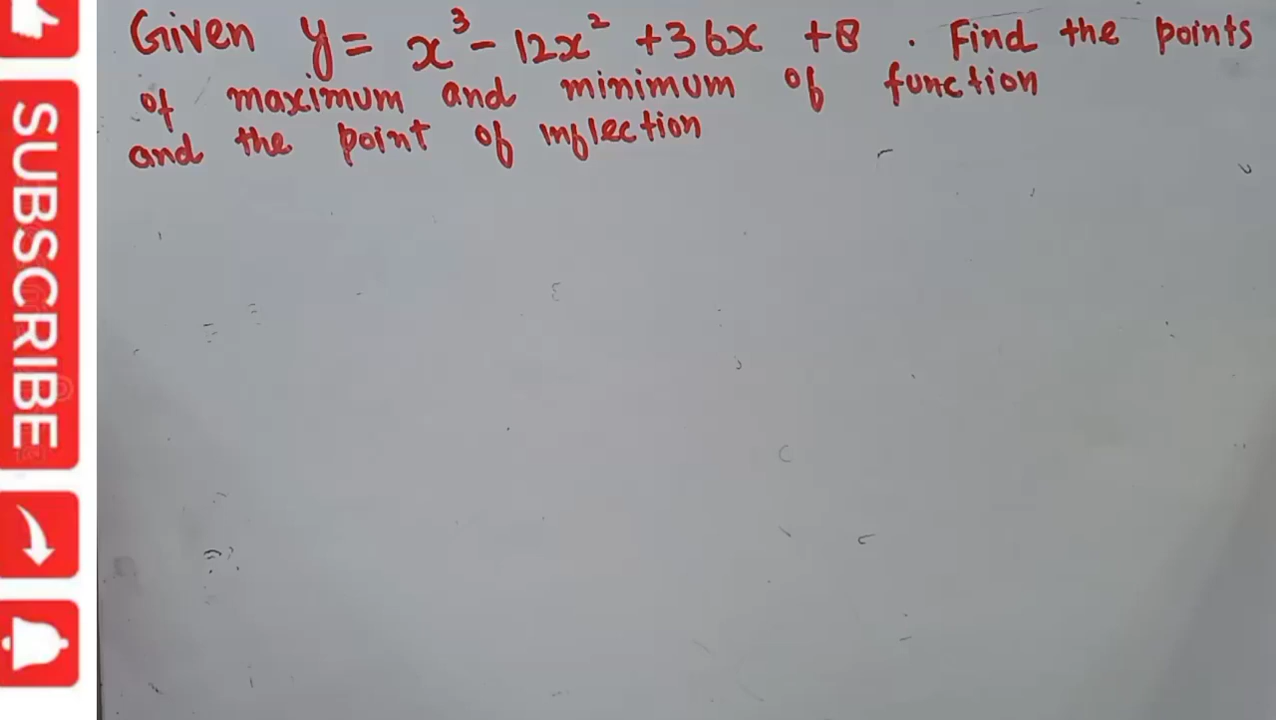 Given y = x³ - 12x² + 36x + 8 . Find the points
of maximum and minimum of function
and the point of inflection
SUBSCRIBE